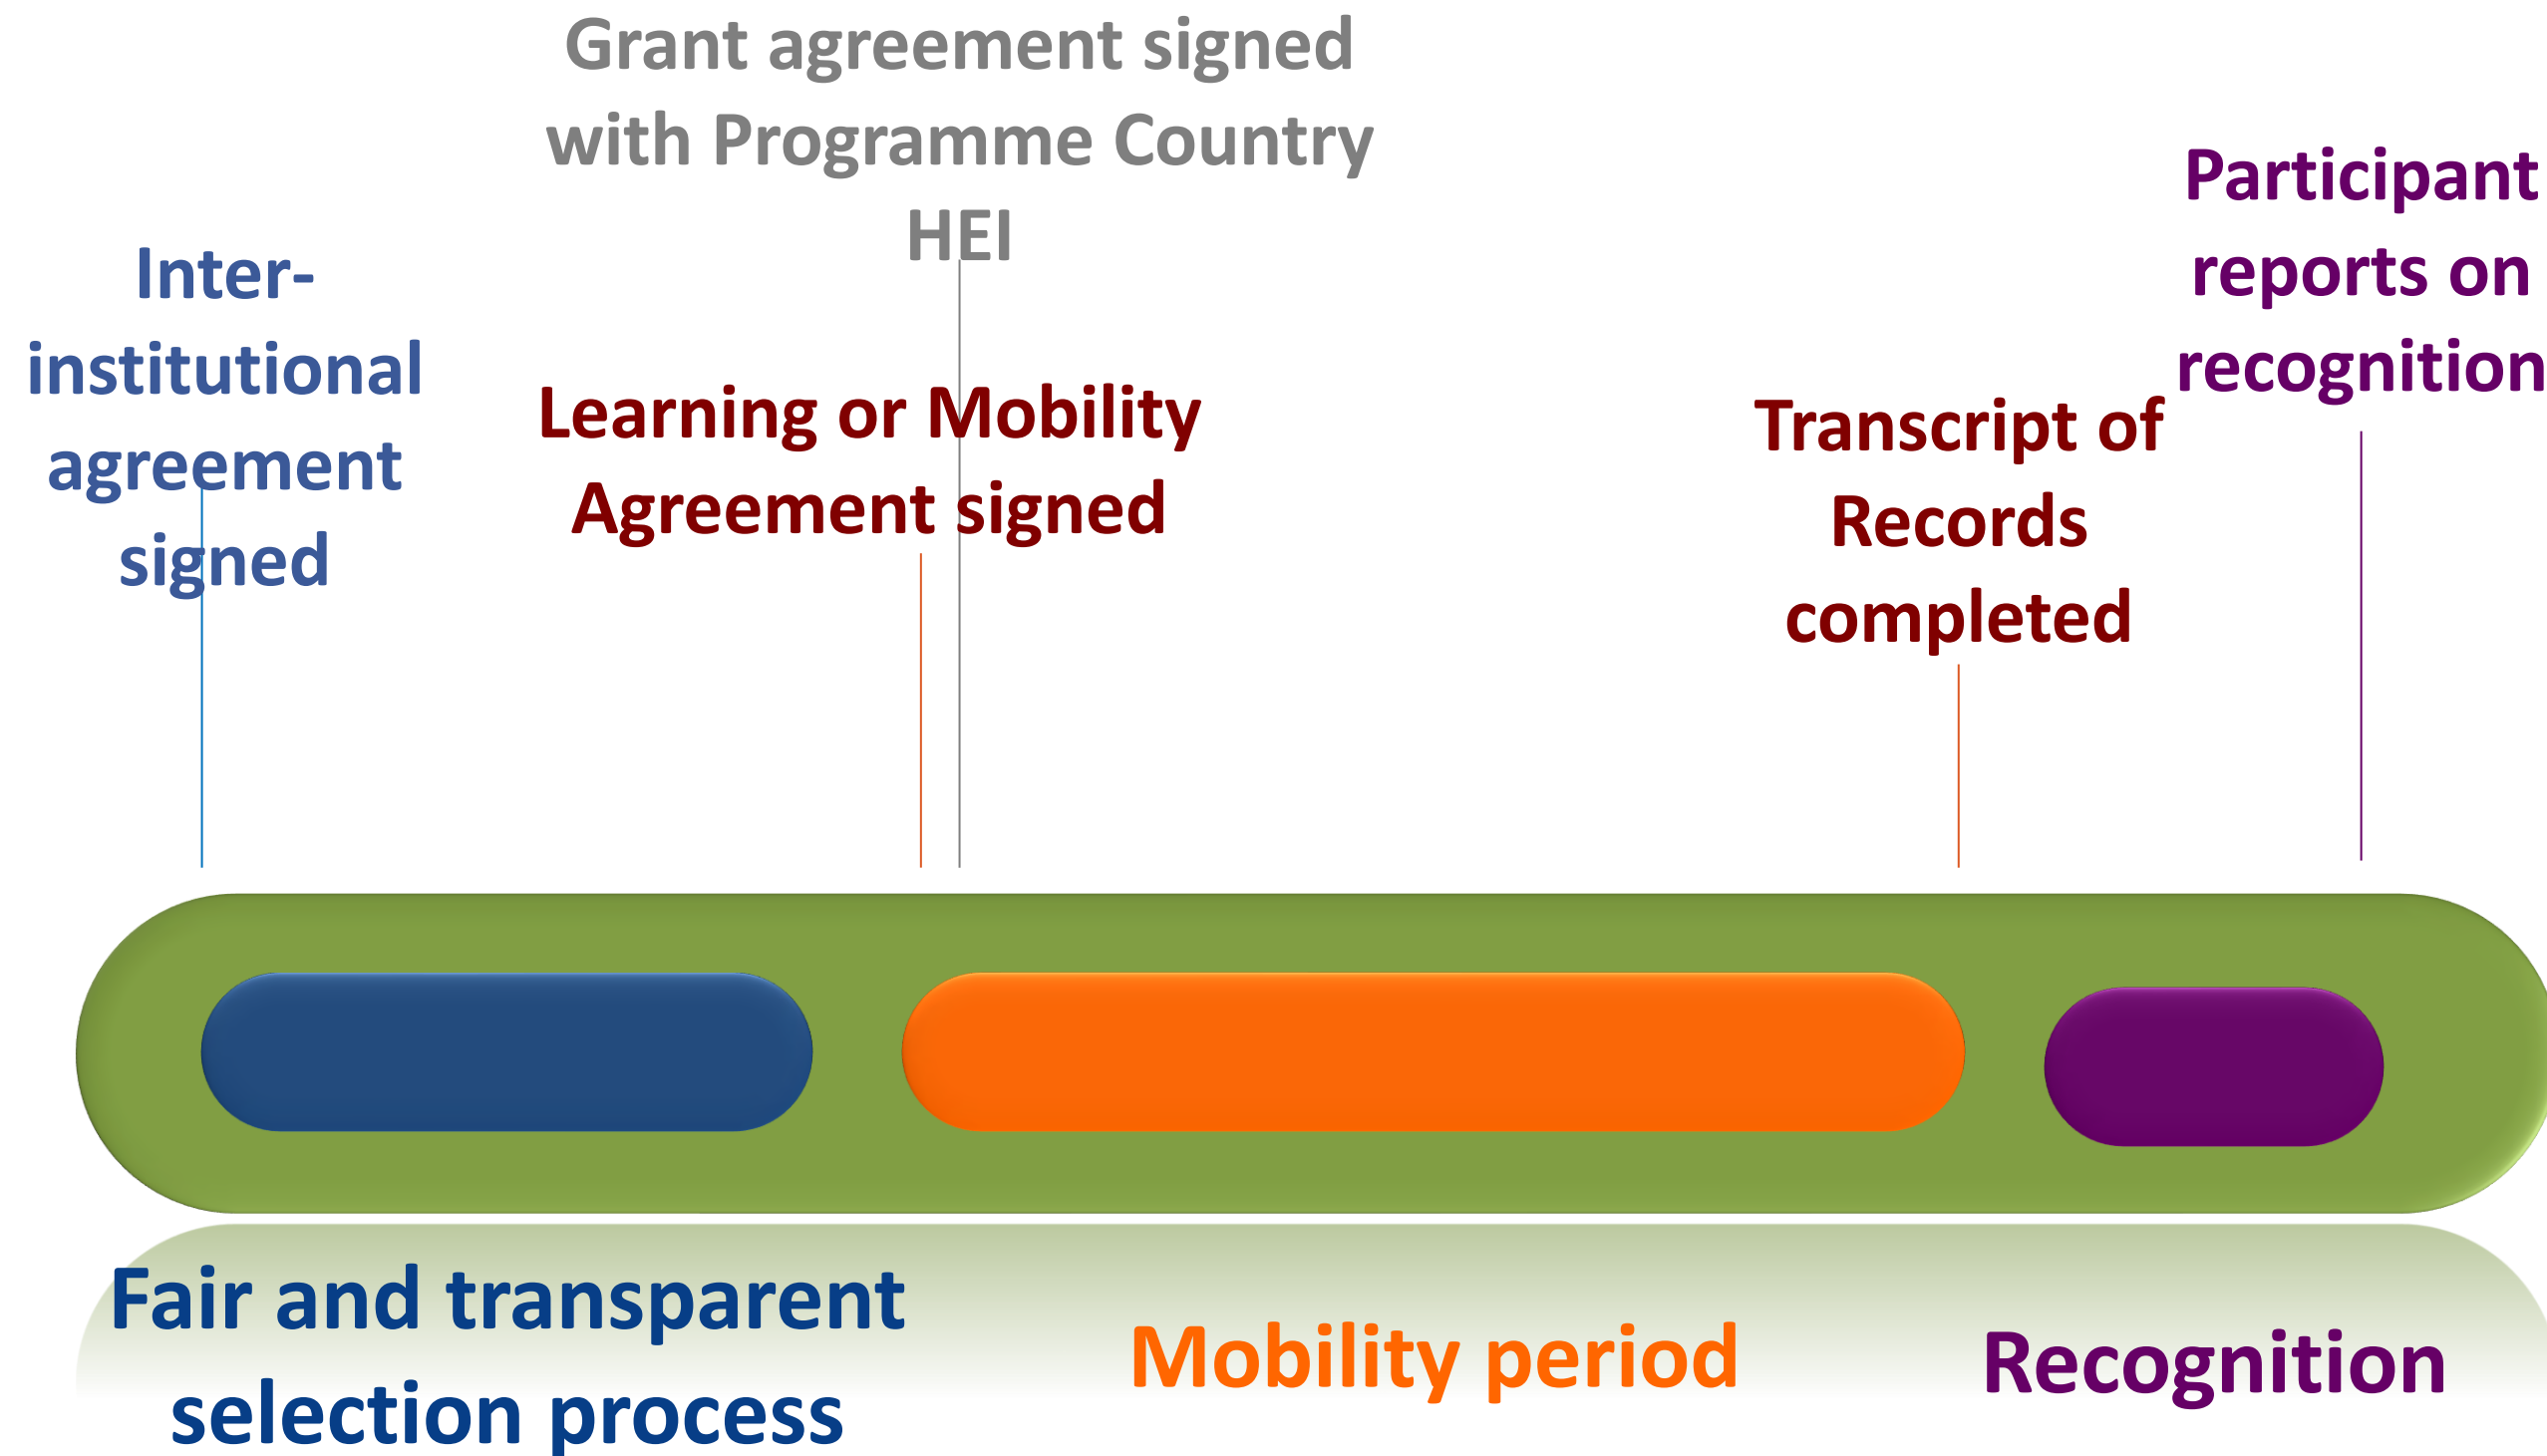 Grant agreement signed
with Programme Country
HEI
Inter-
institutional
agreement
signed
Learning or Mobility
Agreement signed
Transcript of
Records
completed
Participant
reports on
recognition
Fair and transparent
selection process
Mobility period
Recognition